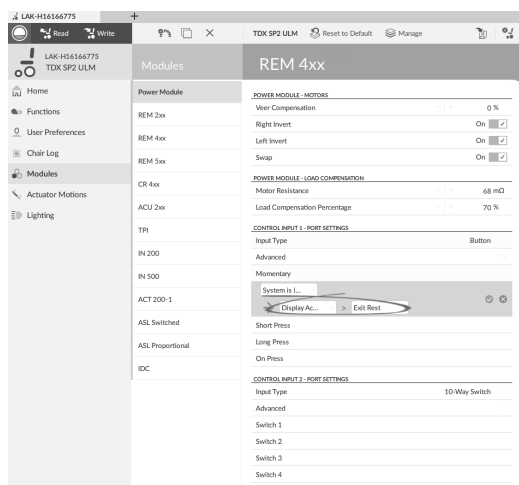 LAK-H16166775
Read
Write
TDX SP2 ULM
Reset to Default
Manage
LAK-H16166775
TDX SP2 ULM
Modules
REM 4xx
Home
Functions
User Preferences
Chair Log
Modules
Actuator Motions
Lighting
Power Module
REM 2xx
REM 4xx
REM 5xx
CR 4xx
ACU 2xx
TPI
IN 200
IN 500
ACT 200-1
ASL Switched
ASL Proportional
IDC
POWER MODULE - MOTORS
Veer Compensation 0 %
Right Invert On
Left Invert On
Swap On
POWER MODULE - LOAD COMPENSATION
Motor Resistance 68 mΩ
Load Compensation Percentage 70 %
CONTROL INPUT 1 - PORT SETTINGS
Input Type Button
Advanced
Momentary
System is i...
Display Ac... > Exit Rest
Short Press
Long Press
On Press
CONTROL INPUT 2 - PORT SETTINGS
Input Type 10-Way Switch
Advanced
Switch 1
Switch 2
Switch 3
Switch 4